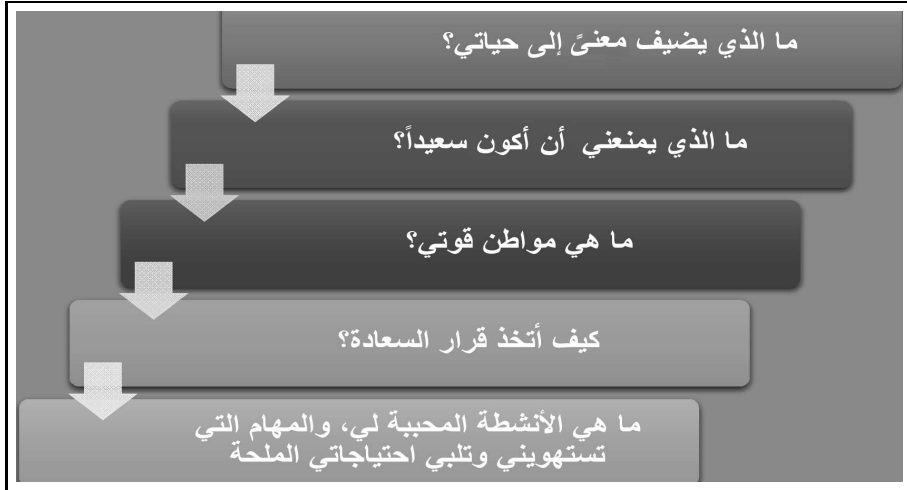 ما الذي يضيف معنىً إلى حياتي؟
ما الذي يمنعني أن أكون سعيداً؟
ما هي مواطن قوتي؟
كيف أتخذ قرار السعادة؟
ما هي الأنشطة المحببة لي، والمهام التي
تستهويني وتلبي احتياجاتي الملحة